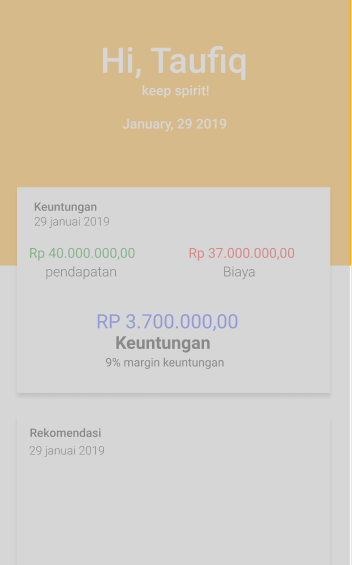 Hi, Taufiq
keep spirit!
January, 29 2019
Keuntungan
29 januai 2019
Rp 40.000.000,00 Rp 37.000.000,00
pendapatan Biaya
RP 3.700.000,00
Keuntungan
9% margin keuntungan
Rekomendasi
29 januai 2019